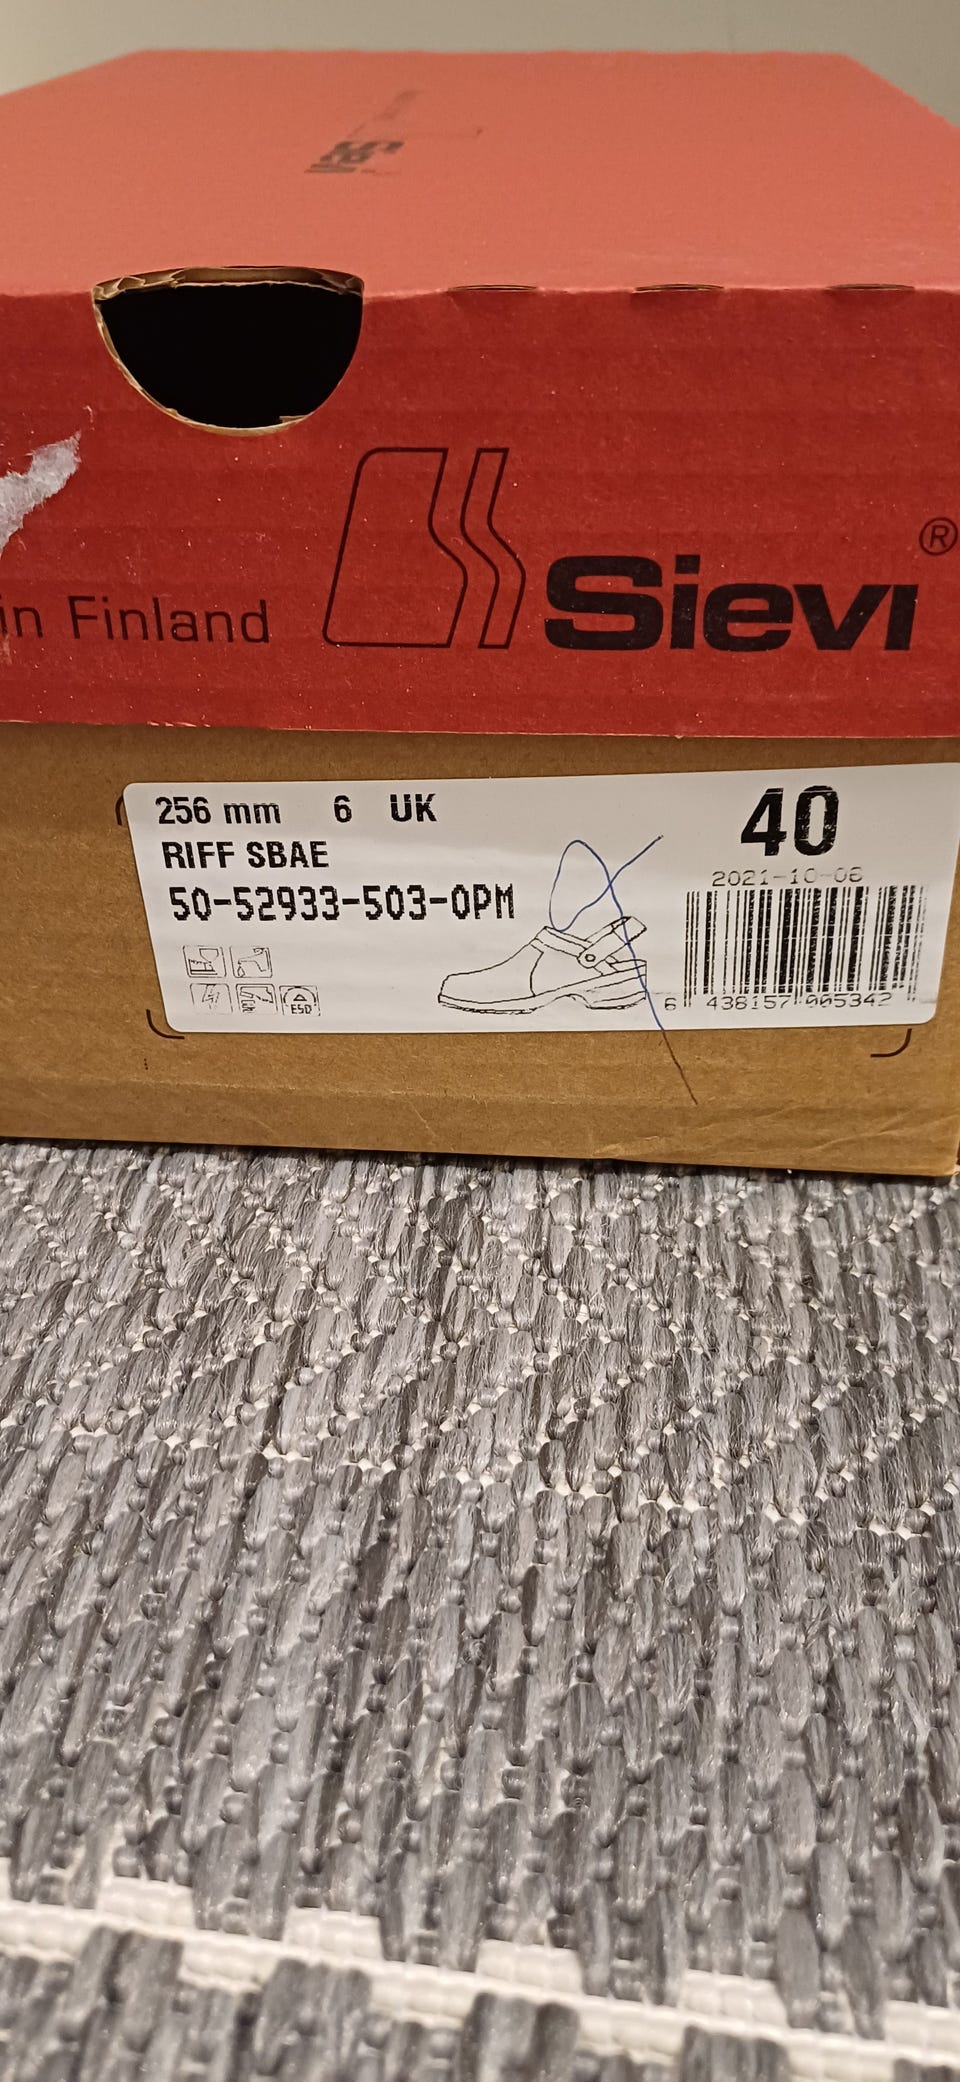 Sievi
®
in Finland
256 mm 6 UK 40
RIFF SBAE
2021-10-06
50-52933-503-0PM
ESD
6 438157 005342